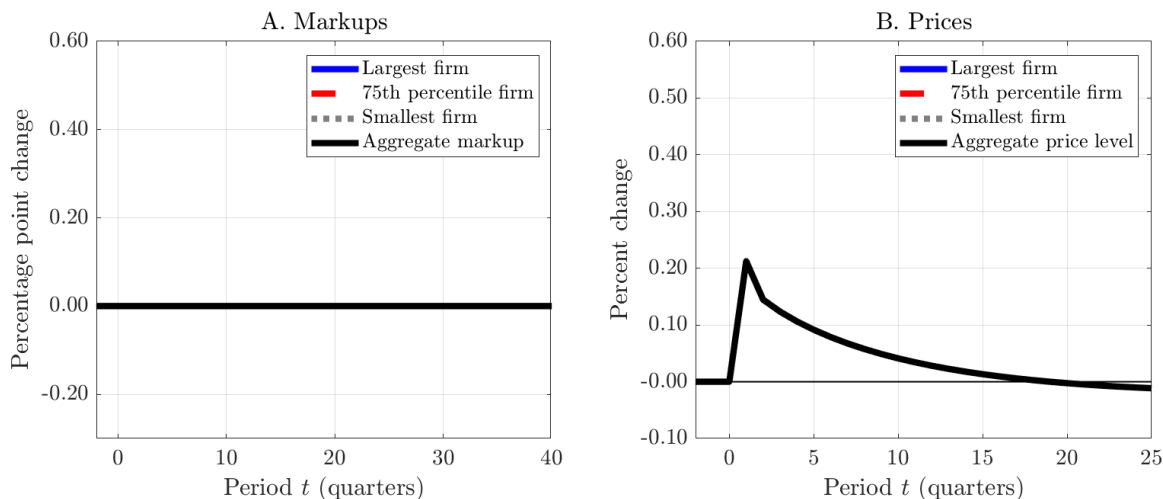 A. Markups
0.60
0.40
0.20
0.00
-0.20
Percentage point change
Largest firm
75th percentile firm
Smallest firm
Aggregate markup
0
10
20
30
40
Period t (quarters)
B. Prices
0.60
0.50
0.40
0.30
0.20
0.10
-0.00
-0.10
Percent change
Largest firm
75th percentile firm
Smallest firm
Aggregate price level
0
5
10
15
20
25
Period t (quarters)